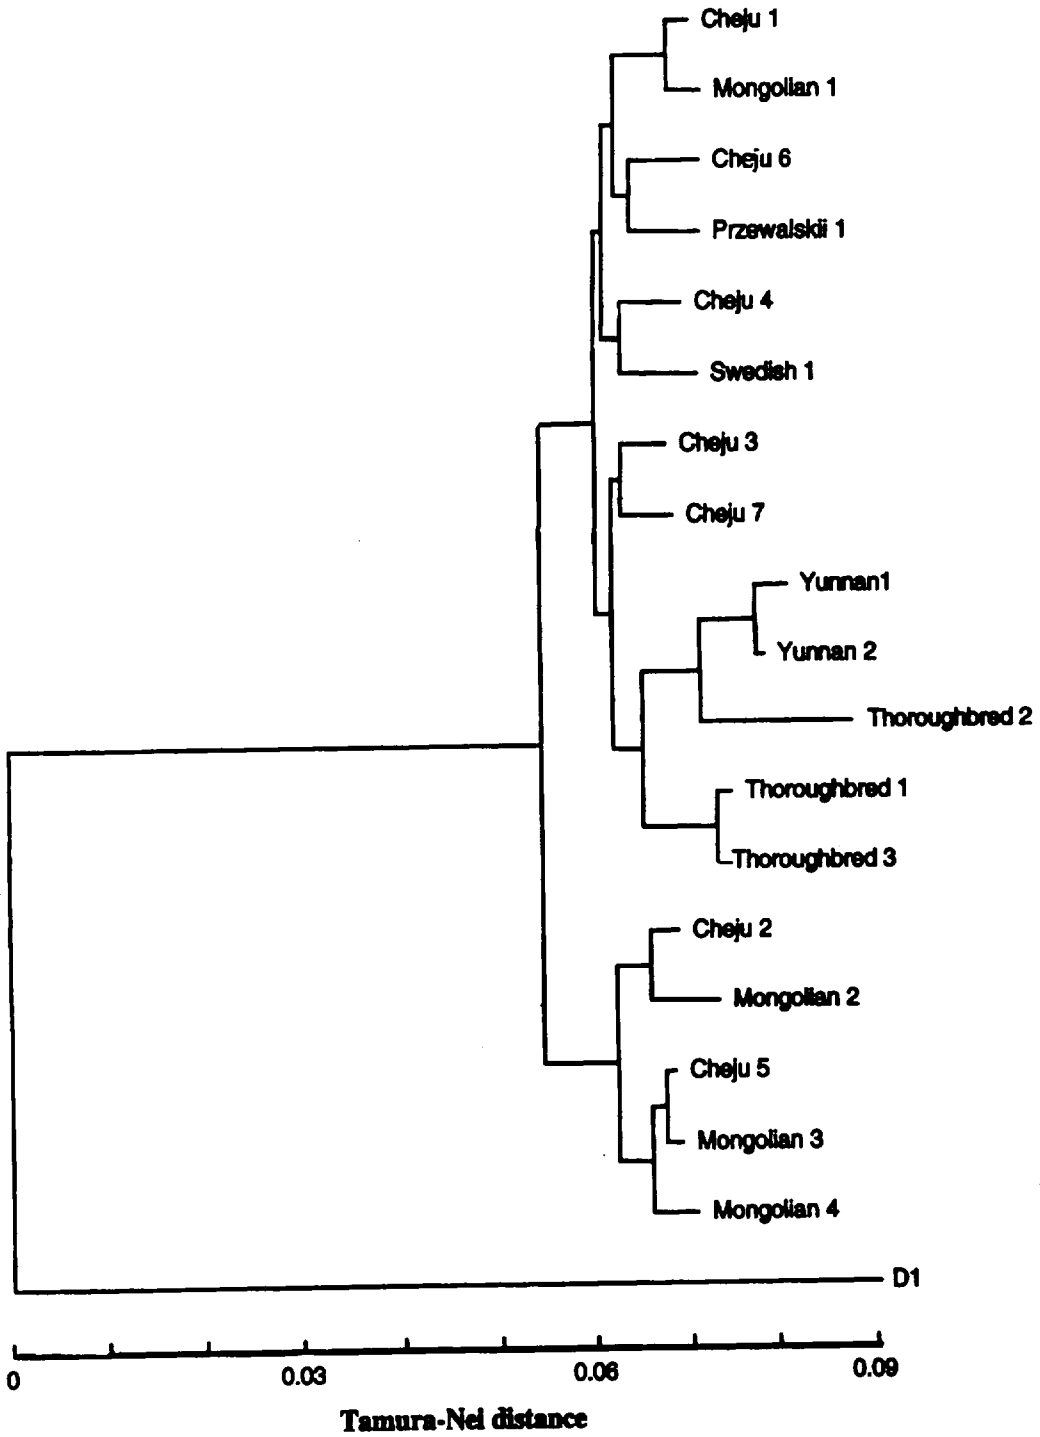 Cheju 1
Mongolian 1
Cheju 6
Przewalskii 1
Cheju 4
Swedish 1
Cheju 3
Cheju 7
Yunnan1
Yunnan 2
Thoroughbred 2
Thoroughbred 1
Thoroughbred 3
Cheju 2
Mongolian 2
Cheju 5
Mongolian 3
Mongolian 4
D1
0 0.03 0.06 0.09
Tamura-Nei distance